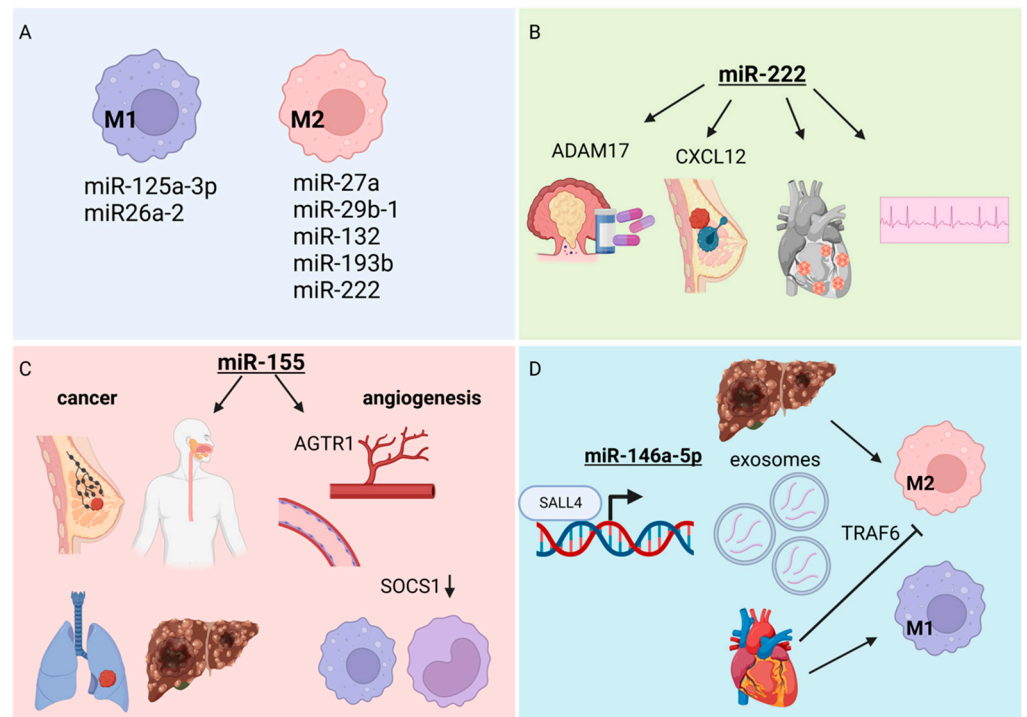 A
M1
M2
miR-125a-3p
miR26a-2
miR-27a
miR-29b-1
miR-132
miR-193b
miR-222
B
miR-222
ADAM17
CXCL12
C
miR-155
cancer
angiogenesis
AGTR1
SOCS1↓
D
miR-146a-5p
exosomes
SALL4
M2
TRAF6
M1